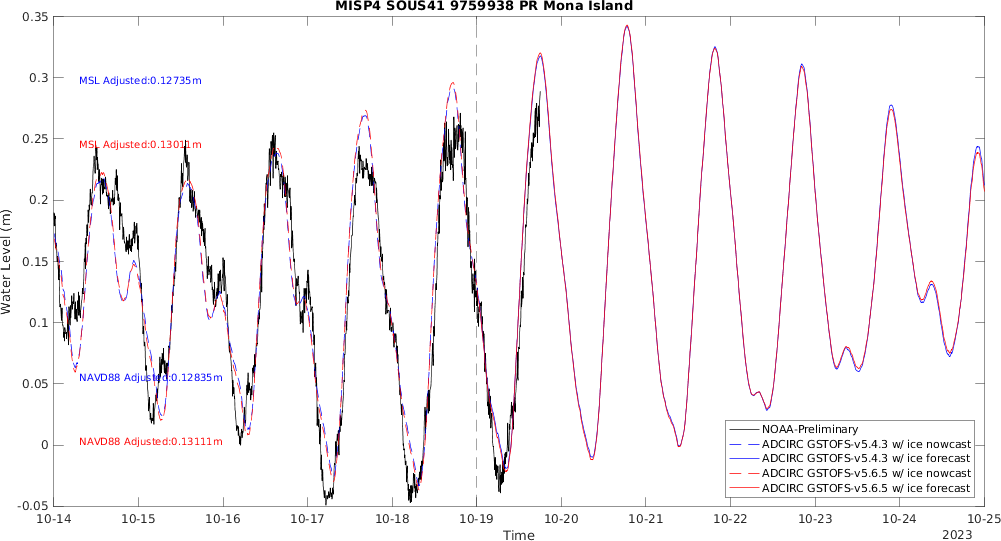 MISP4 SOUS41 9759938 PR Mona Island
0.35
0.3
0.25
0.2
0.15
0.1
0.05
0
-0.05
Water Level (m)
MSL Adjusted:0.12735m
MSL Adjusted:0.13011m
NAVD88 Adjusted:0.12835m
NAVD88 Adjusted:0.13111m
NOAA-Preliminary
ADCIRC GSTOFS-v5.4.3 w/ ice nowcast
ADCIRC GSTOFS-v5.4.3 w/ ice forecast
ADCIRC GSTOFS-v5.6.5 w/ ice nowcast
ADCIRC GSTOFS-v5.6.5 w/ ice forecast
10-14 10-15 10-16 10-17 10-18 10-19 10-20 10-21 10-22 10-23 10-24 10-25
Time
2023